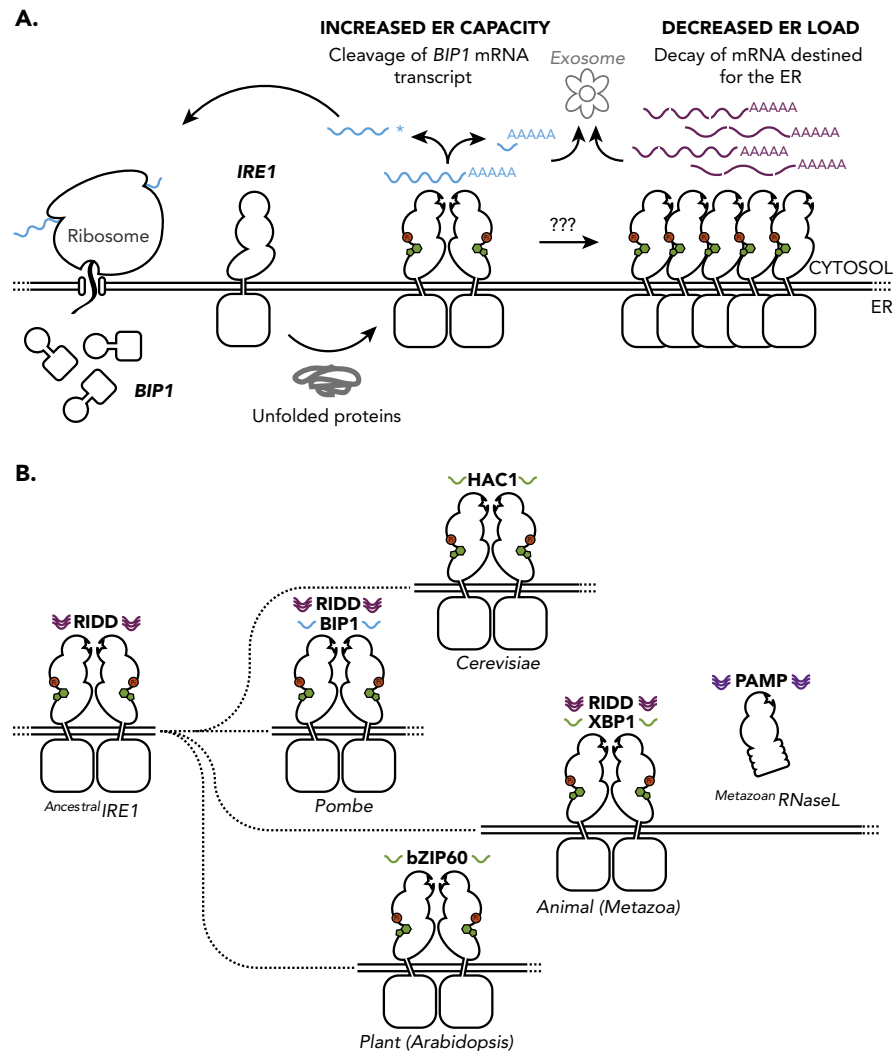 A.
INCREASED ER CAPACITY
Cleavage of BIP1 mRNA
transcript
Exosome
DECREASED ER LOAD
Decay of mRNA destined
for the ER
AAAAA
AAAAA
AAAAA
AAAAA
*
AAAAA
AAAAA
IRE1
Ribosome
???
R
R
R
R
R
R
R
CYTOSOL
ER
BIP1
Unfolded proteins
B.
HAC1
R
R
Cerevisiae
RIDD
R
R
Ancestral IRE1
RIDD
BIP1
R
R
Pombe
RIDD
XBP1
R
R
Animal (Metazoa)
PAMP
Metazoan RNaseL
bZIP60
R
R
Plant (Arabidopsis)